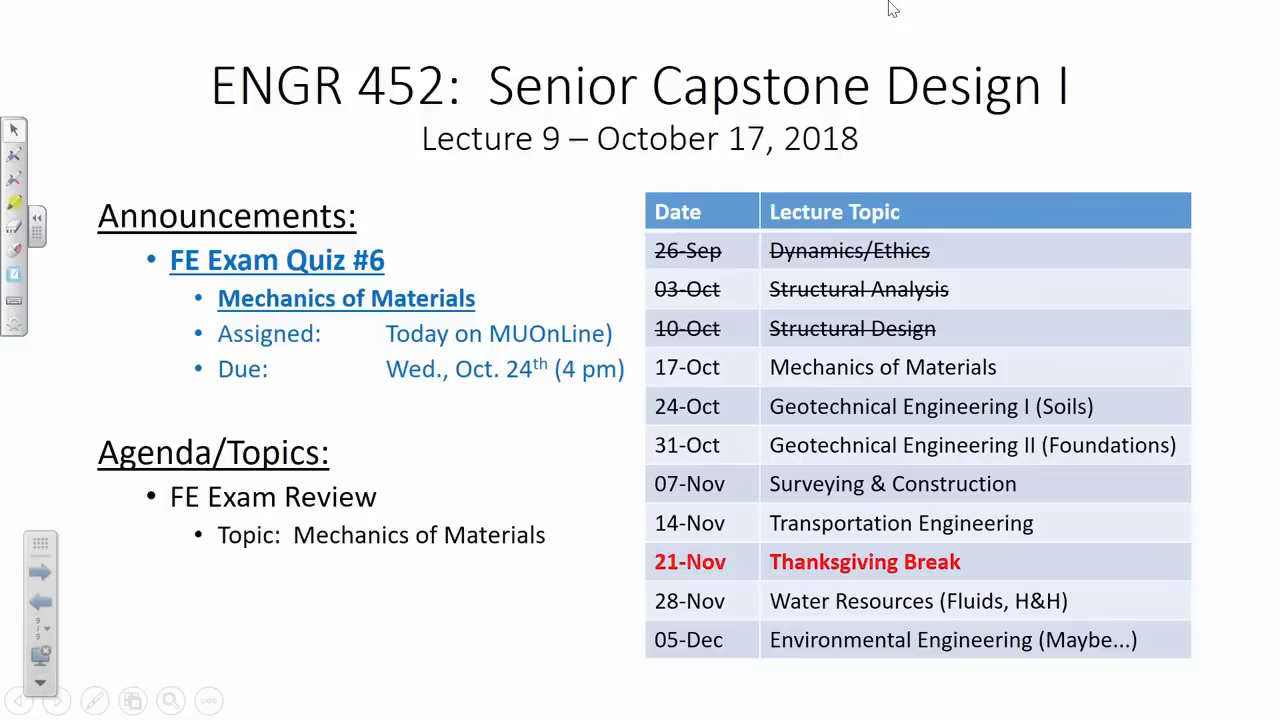 ENGR 452: Senior Capstone Design I
Lecture 9 – October 17, 2018
Announcements:
• FE Exam Quiz #6
• Mechanics of Materials
• Assigned: Today on MUOnLine)
• Due: Wed., Oct. 24th (4 pm)
Agenda/Topics:
• FE Exam Review
• Topic: Mechanics of Materials
Date Lecture Topic
26-Sep Dynamics/Ethics
03-Oct Structural Analysis
10-Oct Structural Design
17-Oct Mechanics of Materials
24-Oct Geotechnical Engineering I (Soils)
31-Oct Geotechnical Engineering II (Foundations)
07-Nov Surveying & Construction
14-Nov Transportation Engineering
21-Nov Thanksgiving Break
28-Nov Water Resources (Fluids, H&H)
05-Dec Environmental Engineering (Maybe...)
9
/
9